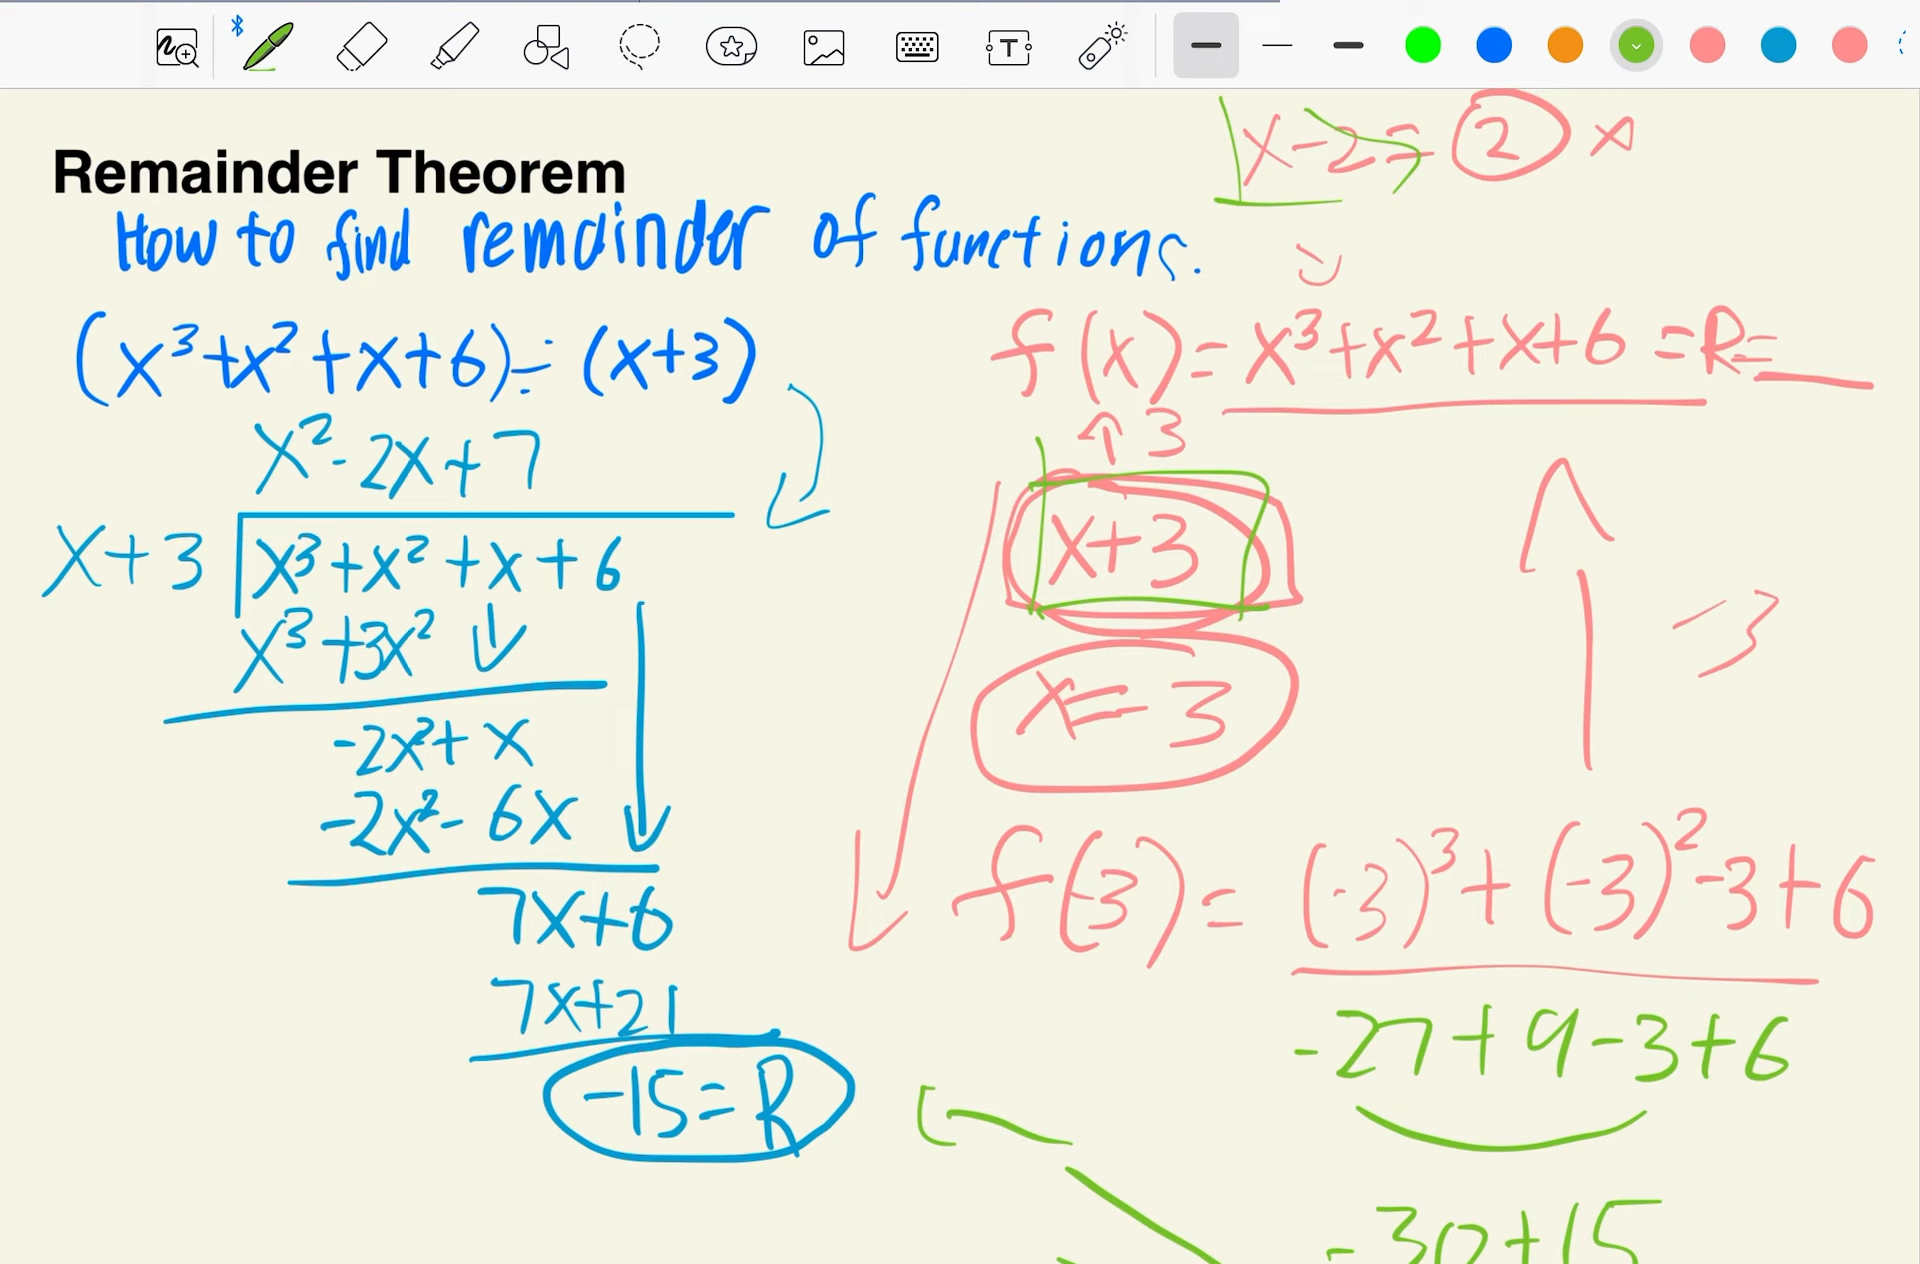 T
x-2= 2 x
Remainder Theorem
How to find remainder of functions.
(x³+x²+x+6)÷(x+3)
x²-2x+7
x+3 x³+x²+x+6
x³+3x²
-2x²+x
-2x²-6x
7x+6
7x+21
-15=R
f(x)=x³+x²+x+6=R=
3
x+3
x=-3
-3
f(-3)=(-3)³+(-3)²-3+6
-27+9-3+6
-30+15